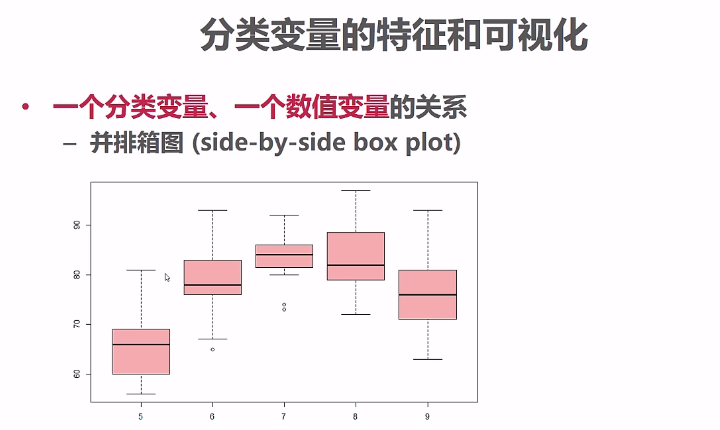 分类变量的特征和可视化
• 一个分类变量、一个数值变量的关系
– 并排箱图 (side-by-side box plot)
90
80
70
60
5 6 7 8 9